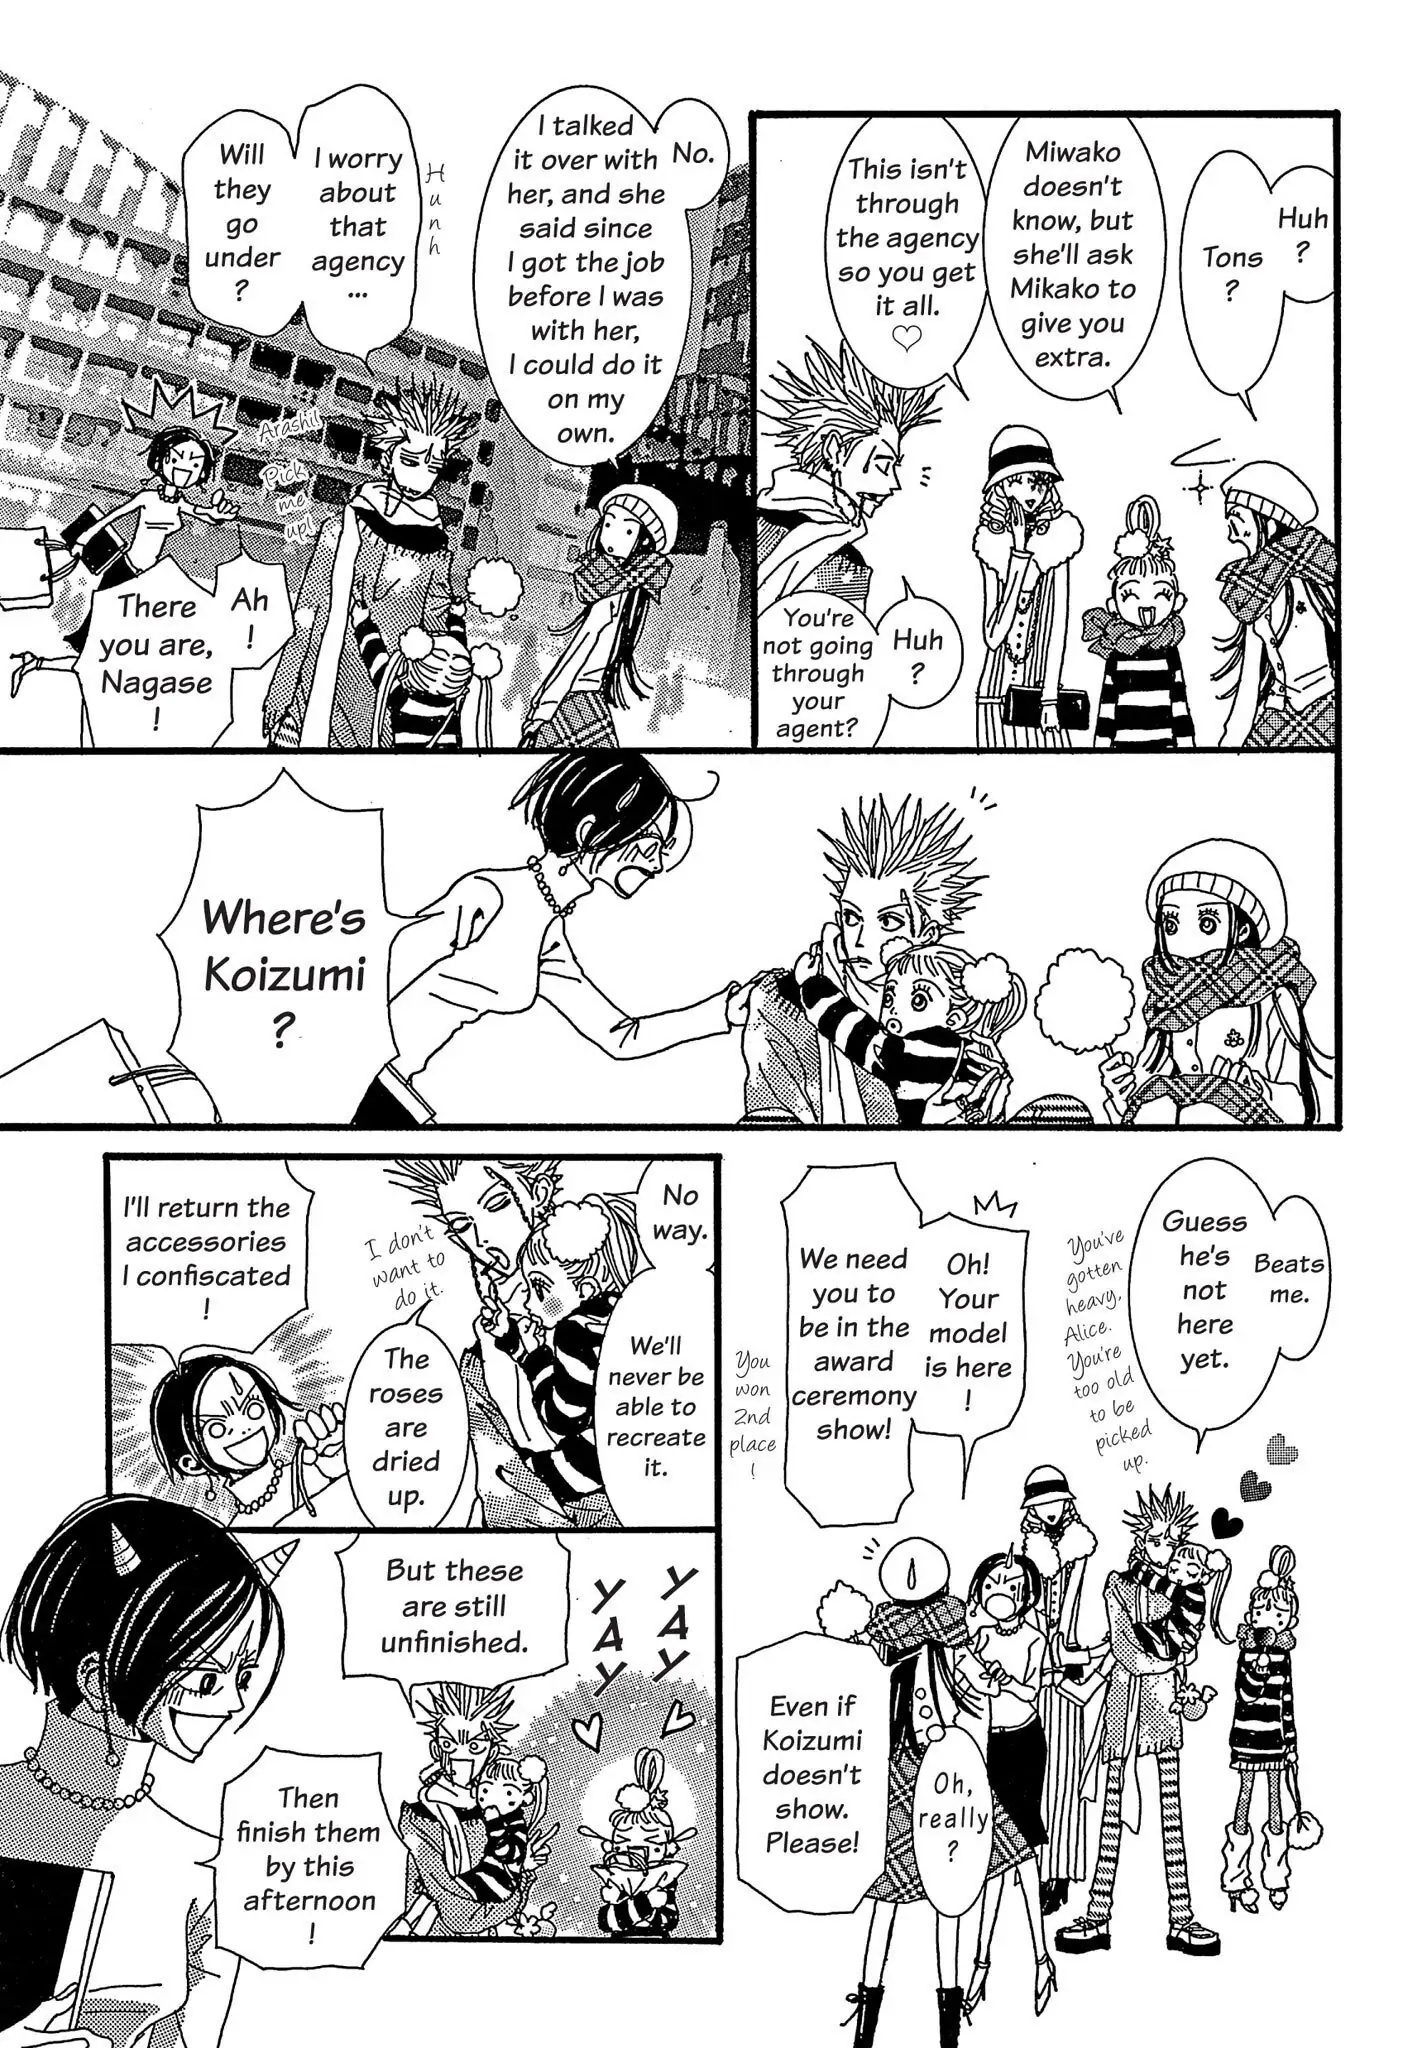 Huh
?
Tons
?
Miwako
doesn't
know, but
she'll ask
Mikako to
give you
extra.
This isn't
through
the agency
so you get
it all.
♡
Huh
?
You're
not going
through
your
agent?
No.
I talked
it over with
her, and she
said since
I got the job
before I was
with her,
I could do it
on my
own.
Hunh
I worry
about
that
agency
...
Will
they
go
under
?
Arashi!
Pick
me
up!
Ah
!
There
you are,
Nagase
!
Where's
Koizumi
?
Beats
me.
Guess
he's
not
here
yet.
You've
gotten
heavy,
Alice.
You're
too old
to be
picked
up.
Oh!
Your
model
is here
!
We need
you to
be in the
award
ceremony
show!
You
won
2nd
place
!
Oh,
really
?
Even if
Koizumi
doesn't
show.
Please!
No
way.
We'll
never be
able to
recreate
it.
I don't
want to
do it.
The
roses
are
dried
up.
I'll return the
accessories
I confiscated
!
YAY
YAY
But these
are still
unfinished.
Then
finish them
by this
afternoon
!